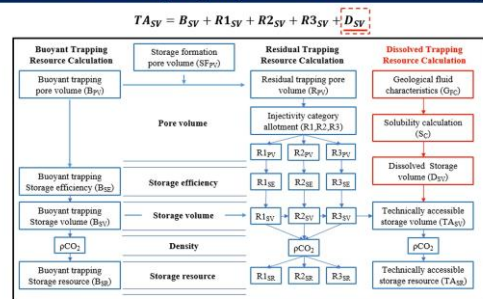 TA_SV = B_SV + R1_SV + R2_SV + R3_SV + D_SV
Buoyant Trapping
Resource Calculation
Storage formation
pore volume (SF_PV)
Residual Trapping
Resource Calculation
Dissolved Trapping
Resource Calculation
Buoyant trapping
pore volume (B_PV)
Residual trapping pore
volume (R_PV)
Geological fluid
characteristics (G_FC)
Pore volume
Injectivity category
allotment (R1,R2,R3)
Solubility calculation
(S_C)
R1_PV
R2_PV
R3_PV
Dissolved Storage
volume (D_SV)
Buoyant trapping
Storage efficiency (B_SE)
Storage efficiency
R1_SE
R2_SE
R3_SE
Buoyant trapping
Storage volume (B_SV)
Storage volume
R1_SV
R2_SV
R3_SV
Technically accessible
storage volume (TA_SV)
ρCO2
Density
ρCO2
ρCO2
Buoyant trapping
Storage resource (B_SR)
Storage resource
R1_SR
R2_SR
R3_SR
Technically accessible
storage resource (TA_SR)